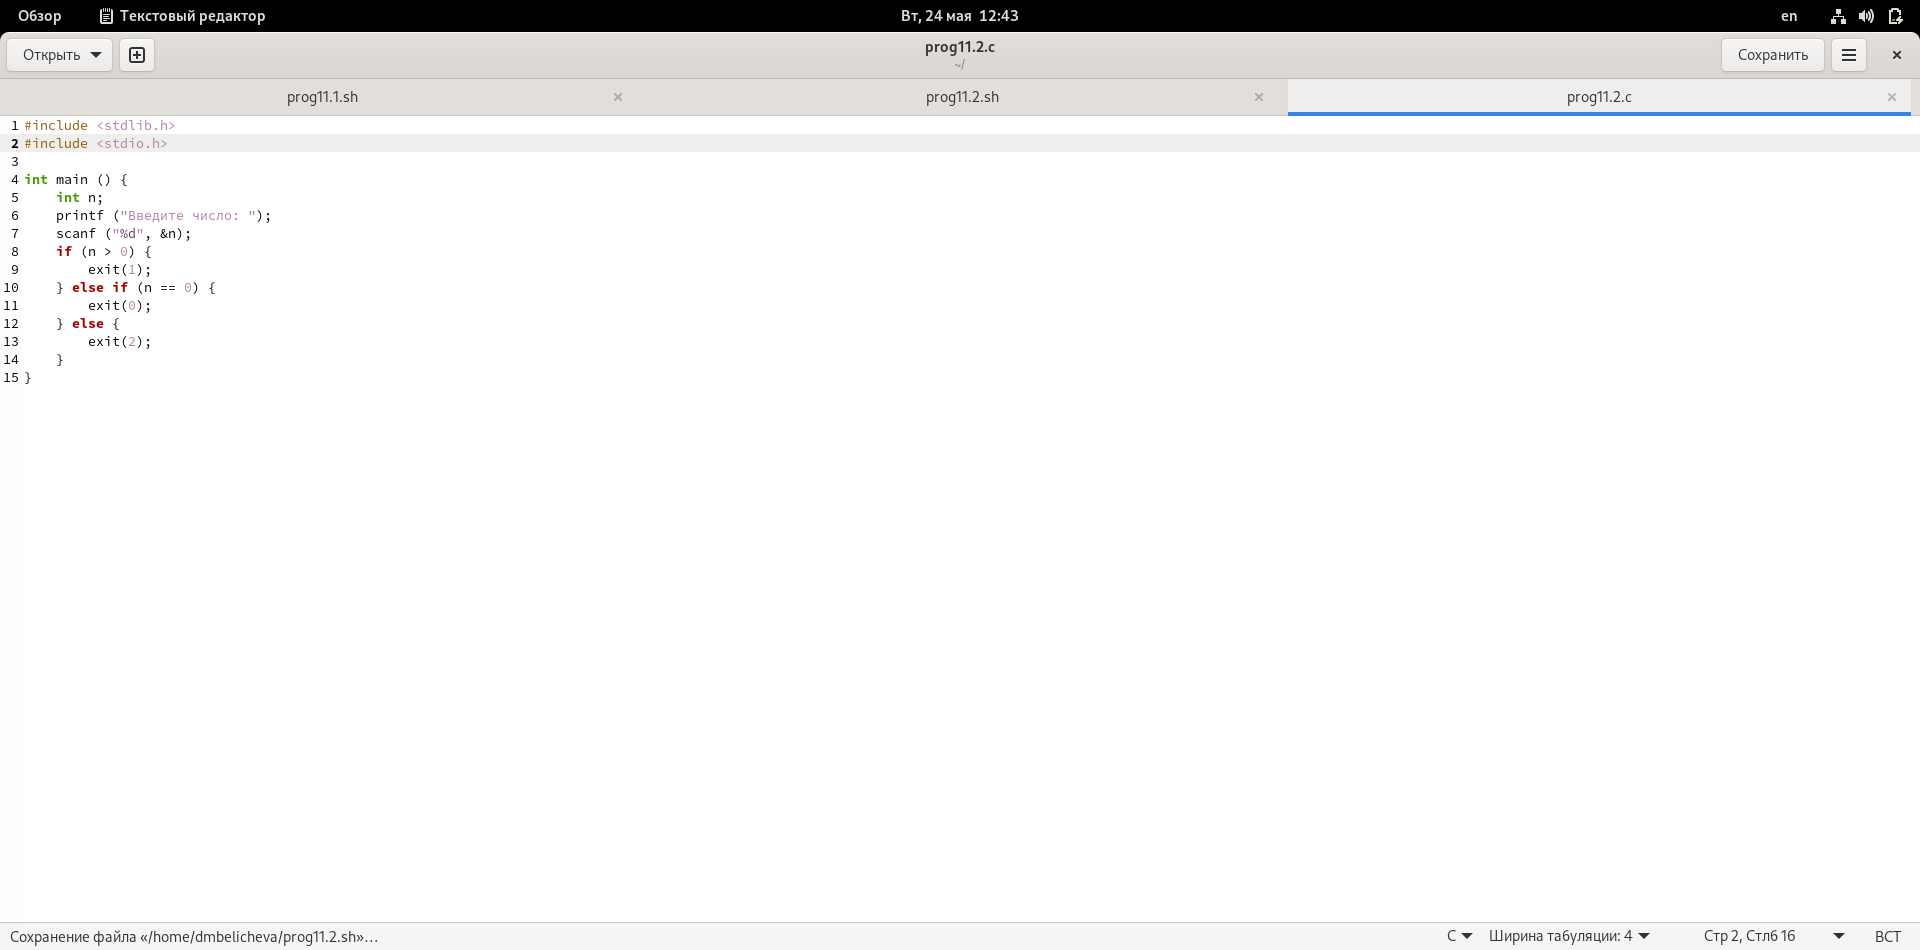 Обзор Текстовый редактор Вт, 24 мая 12:43 en
Открыть prog11.2.c Сохранить
~/
prog11.1.sh prog11.2.sh prog11.2.c
1 #include <stdlib.h>
2 #include <stdio.h>
3
4 int main () {
5     int n;
6     printf ("Введите число: ");
7     scanf ("%d", &n);
8     if (n > 0) {
9         exit(1);
10     } else if (n == 0) {
11         exit(0);
12     } else {
13         exit(2);
14     }
15 }
Сохранение файла «/home/dmbelicheva/prog11.2.sh»… C Ширина табуляции: 4 Стр 2, Стлб 16 ВСТ